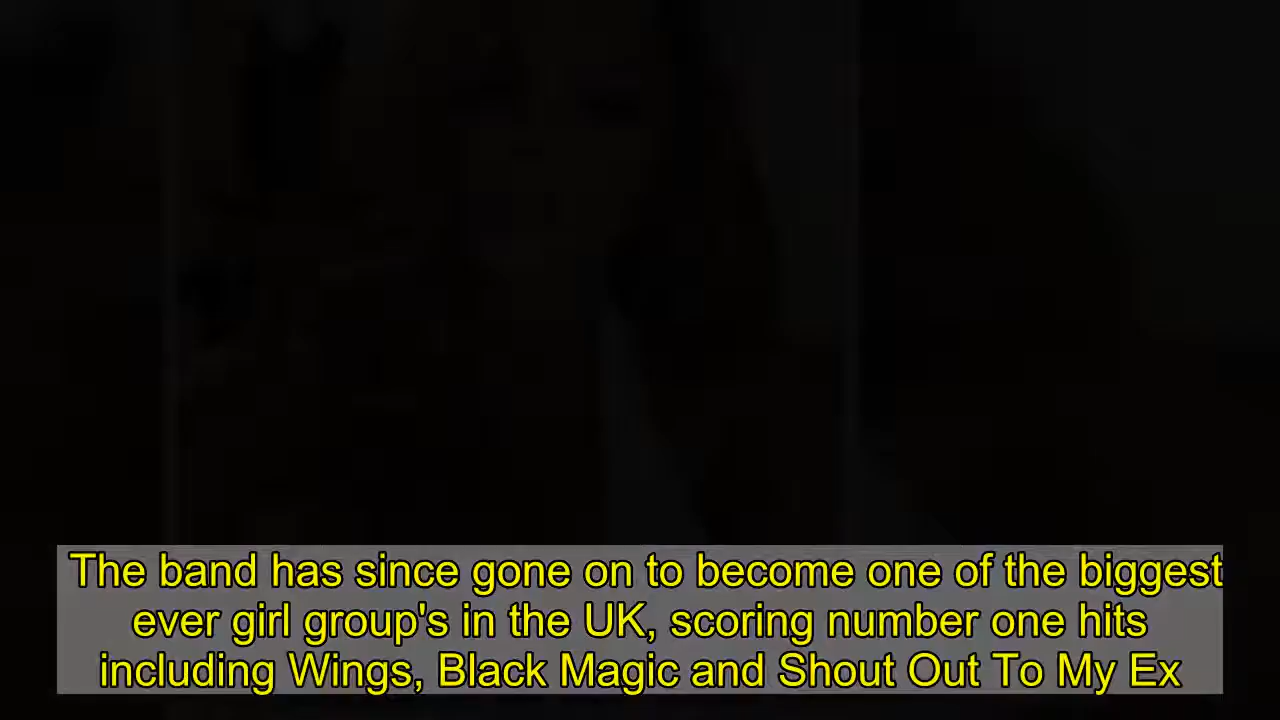 The band has since gone on to become one of the biggest
ever girl group's in the UK, scoring number one hits
including Wings, Black Magic and Shout Out To My Ex